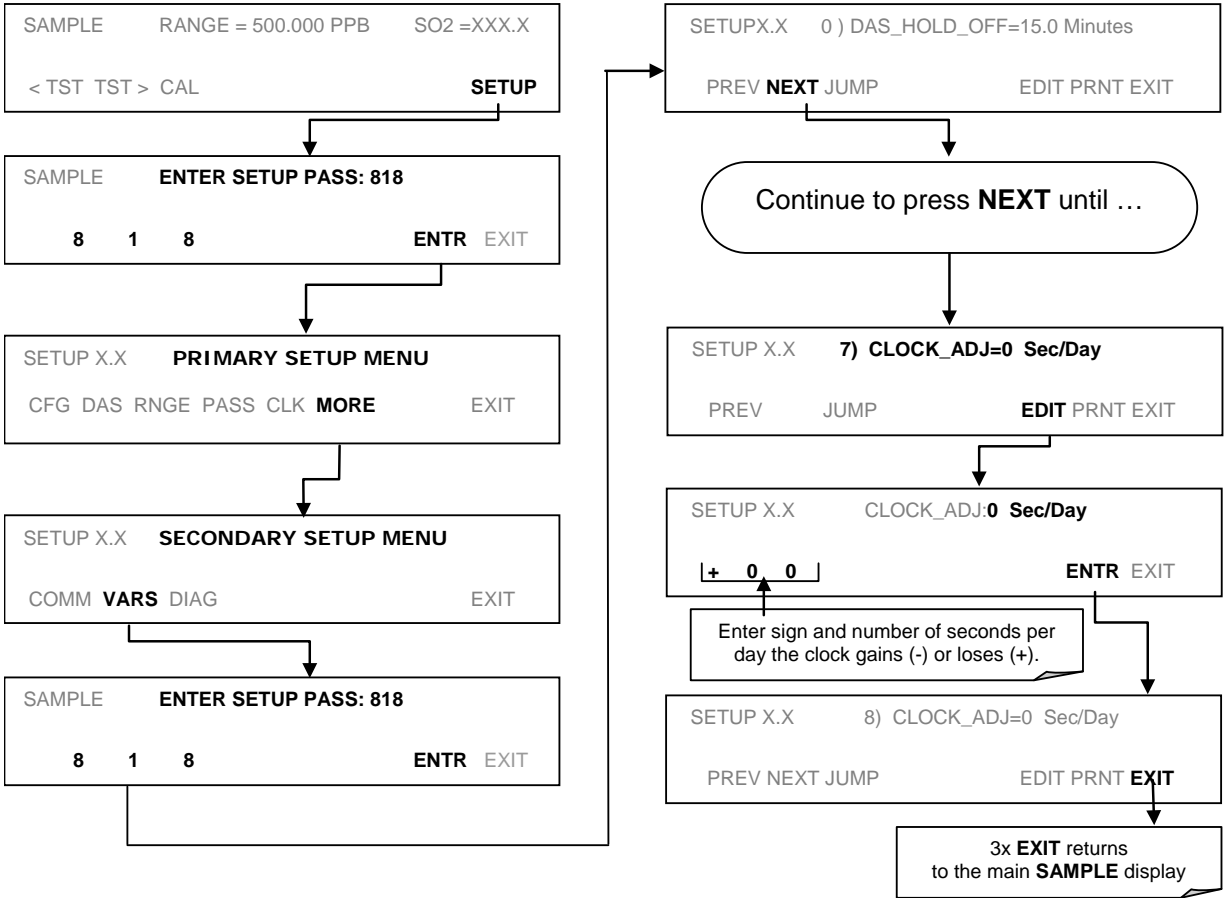 SAMPLE RANGE = 500.000 PPB SO2 =XXX.X
< TST TST > CAL SETUP
SAMPLE ENTER SETUP PASS: 818
8 1 8 ENTR EXIT
SETUP X.X PRIMARY SETUP MENU
CFG DAS RNGE PASS CLK MORE EXIT
SETUP X.X SECONDARY SETUP MENU
COMM VARS DIAG EXIT
SAMPLE ENTER SETUP PASS: 818
8 1 8 ENTR EXIT
SETUPX.X 0 ) DAS_HOLD_OFF=15.0 Minutes
PREV NEXT JUMP EDIT PRNT EXIT
Continue to press NEXT until …
SETUP X.X 7) CLOCK_ADJ=0 Sec/Day
PREV JUMP EDIT PRNT EXIT
SETUP X.X CLOCK_ADJ:0 Sec/Day
+ 0 0 ENTR EXIT
Enter sign and number of seconds per
day the clock gains (-) or loses (+).
SETUP X.X 8) CLOCK_ADJ=0 Sec/Day
PREV NEXT JUMP EDIT PRNT EXIT
3x EXIT returns
to the main SAMPLE display